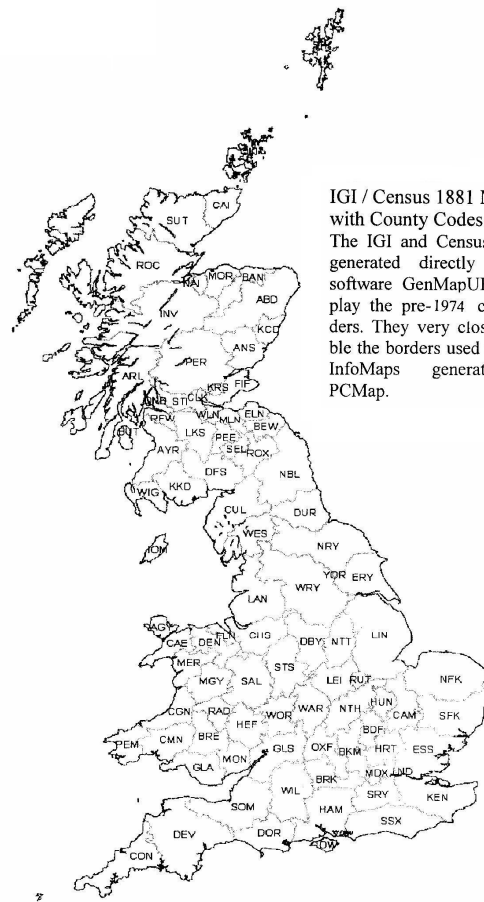 IGI / Census 1881
with County Codes
The IGI and Census
generated directly
software GenMapU
play the pre-1974 c
ders. They very clos
ble the borders used
InfoMaps generat
PCMap.
CAI
SUT
ROC
MOR BAN
NAI
ABD
INV
KCD
ANS
PER
ARL
KRS FIF
CLK
STI
WLN MLN ELN
RFW
BEW
BUT
LKS PEE
SEL ROX
AYR
DFS
NBL
WIG KKD
CUL
DUR
WES
IOM
NRY
YOR ERY
WRY
LAN
AGY
FLN CHS
CAE DEN
DBY NTT LIN
MER
STS
MGY SAL
LEI RUT
NFK
HUN
CGN RAD
WOR WAR NTH
CAM SFK
HEF
BDF
PEM CMN BRE
GLS OXF BKM HRT ESS
GLA MON
MDX LND
BRK
WIL
SRY KEN
SOM
HAM
SSX
DEV
DOR
IOW
CON